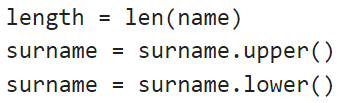 length = len(name)
surname = surname.upper()
surname = surname.lower()